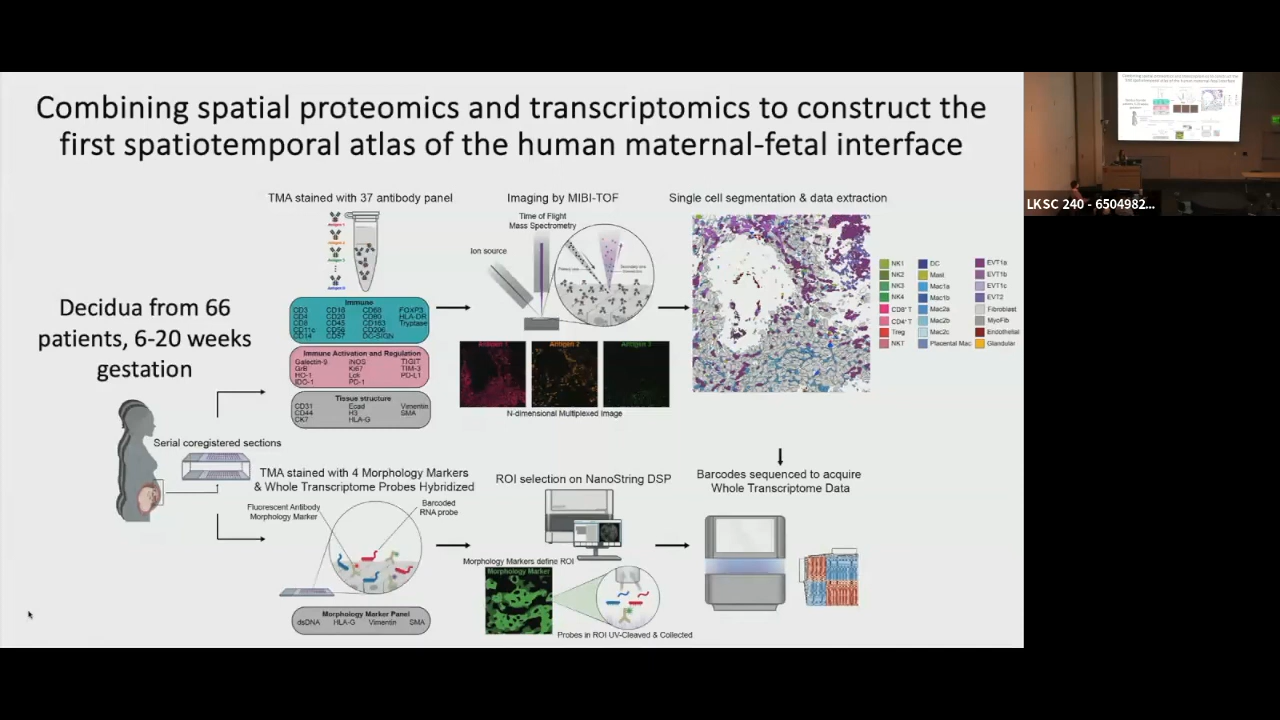 Combining spatial proteomics and transcriptomics to construct the
first spatiotemporal atlas of the human maternal-fetal interface
TMA stained with 37 antibody panel
Imaging by MIBI-TOF
Single cell segmentation & data extraction
Time of Flight
Mass Spectrometry
Ion source
Decidua from 66
patients, 6-20 weeks
gestation
Immune
CD3 CD16 CD68 FOXP3
CD4 CD20 CD80 HLA-DR
CD8 CD45 CD163 Tryptase
CD11c CD56 CD206
CD14 CD57 DC-SIGN
Immune Activation and Regulation
Galectin-9 iNOS TIGIT
GrB Ki67 TIM-3
HO-1 Lck PD-L1
IDO-1 PD-1
Tissue structure
CD31 Ecad Vimentin
CD44 H3 SMA
CK7 HLA-G
Antigen 1
Antigen 2
Antigen 3
N-dimensional Multiplexed Image
NK1 DC EVT1a
NK2 Mast EVT1b
NK3 Mac1a EVT1c
NK4 Mac1b EVT2
CD8+T Mac2a Fibroblast
CD4+T Mac2b MyoFib
Treg Mac2c Endothelial
NKT Placental Mac Glandular
Serial coregistered sections
TMA stained with 4 Morphology Markers
& Whole Transcriptome Probes Hybridized
Fluorescent Antibody
Morphology Marker
Barcoded
RNA probe
Morphology Marker Panel
dsDNA HLA-G Vimentin SMA
ROI selection on NanoString DSP
Morphology Markers define ROI
Morphology Marker
Probes in ROI UV-Cleaved & Collected
Barcodes sequenced to acquire
Whole Transcriptome Data
LKSC 240 - 6504982...